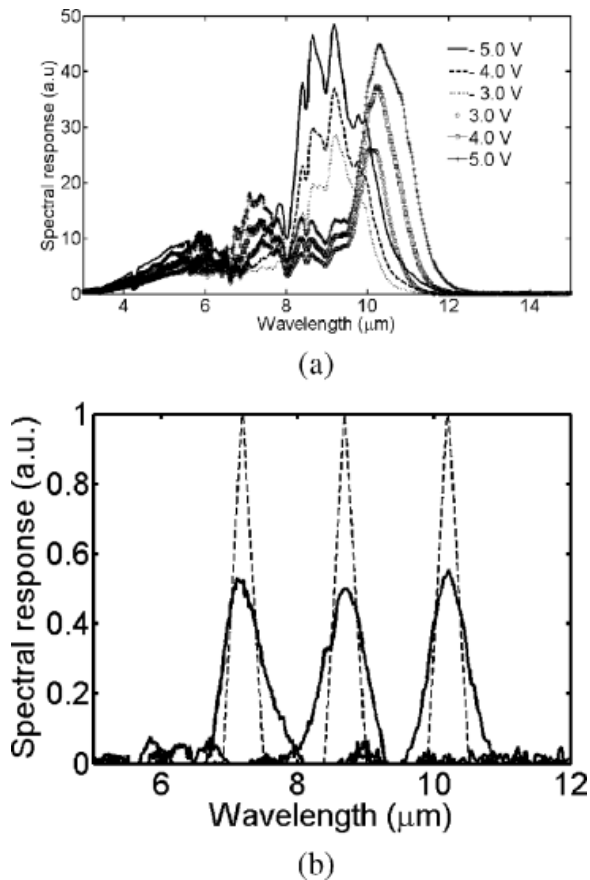 50
40
30
20
10
0
Spectral response (a.u)
- 5.0 V
- 4.0 V
- 3.0 V
3.0 V
4.0 V
5.0 V
4 6 8 10 12 14
Wavelength (μm)
(a)
1
0.8
0.6
0.4
0.2
0
Spectral response (a.u.)
6 8 10 12
Wavelength (μm)
(b)